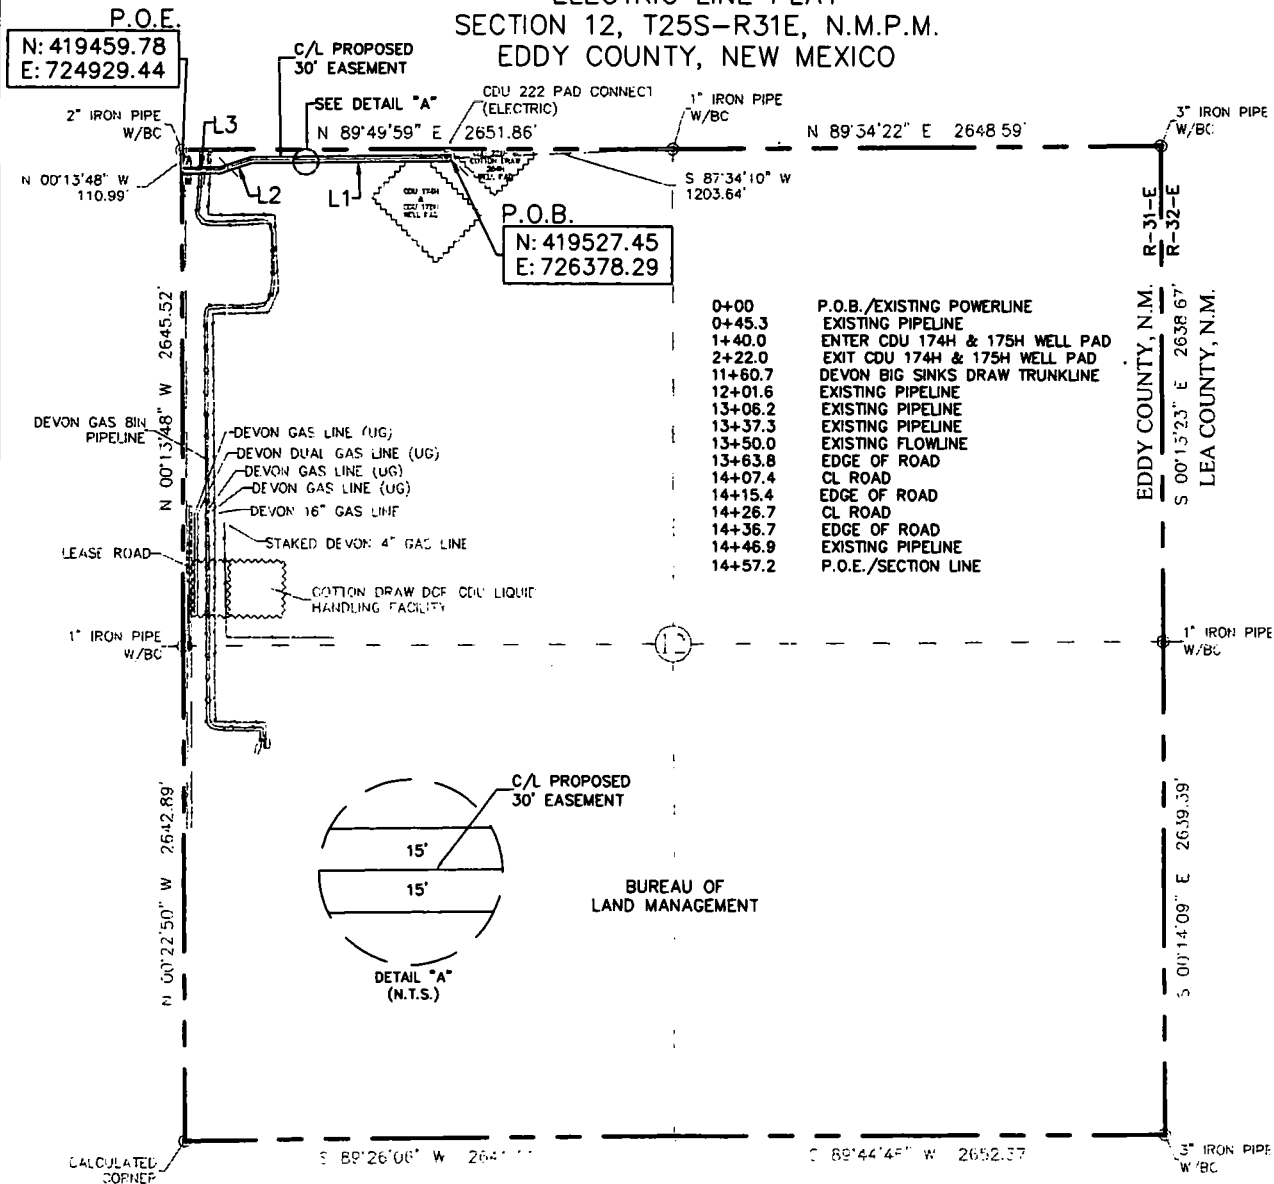 SECTION 12, T25S-R31E, N.M.P.M.
EDDY COUNTY, NEW MEXICO
P.O.E.
N: 419459.78
E: 724929.44
C/L PROPOSED
30' EASEMENT
SEE DETAIL "A"
CDU 222 PAD CONNECT
(ELECTRIC)
2" IRON PIPE
W/BC
L3
N 89°49'59" E 2651.86'
1" IRON PIPE
W/BC
N 89°34'22" E 2648.59'
3" IRON PIPE
W/BC
N 00°13'48" W
110.99'
L2
L1
CDU 174H
&
WELL PAD
COTTON DRAW
WELL PAD
S 87°34'10" W
1203.64'
P.O.B.
N: 419527.45
E: 726378.29
R-31-E
R-32-E
0+00 P.O.B./EXISTING POWERLINE
0+45.3 EXISTING PIPELINE
1+40.0 ENTER CDU 174H & 175H WELL PAD
2+22.0 EXIT CDU 174H & 175H WELL PAD
11+60.7 DEVON BIG SINKS DRAW TRUNKLINE
12+01.6 EXISTING PIPELINE
13+06.2 EXISTING PIPELINE
13+37.3 EXISTING PIPELINE
13+50.0 EXISTING FLOWLINE
13+63.8 EDGE OF ROAD
14+07.4 CL ROAD
14+15.4 EDGE OF ROAD
14+26.7 CL ROAD
14+36.7 EDGE OF ROAD
14+46.9 EXISTING PIPELINE
14+57.2 P.O.E./SECTION LINE
EDDY COUNTY, N.M.
LEA COUNTY, N.M.
S 00°15'23" E 2638.67'
N 00°13'48" W 2645.52'
DEVON GAS 8IN
PIPELINE
DEVON GAS LINE (UG)
DEVON DUAL GAS LINE (UG)
DEVON GAS LINE (UG)
DEVON GAS LINE (UG)
DEVON 16" GAS LINE
STAKED DEVON 4" GAS LINE
LEASE ROAD
COTTON DRAW DCF CDU LIQUID
HANDLING FACILITY
1" IRON PIPE
W/BC
12
1" IRON PIPE
W/BC
N 00°22'50" W 2642.89'
C/L PROPOSED
30' EASEMENT
15'
15'
DETAIL "A"
(N.T.S.)
BUREAU OF
LAND MANAGEMENT
S 00°14'09" E 2639.39'
CALCULATED
CORNER
S 89°26'06" W
W 2652.37
3" IRON PIPE
W/BC